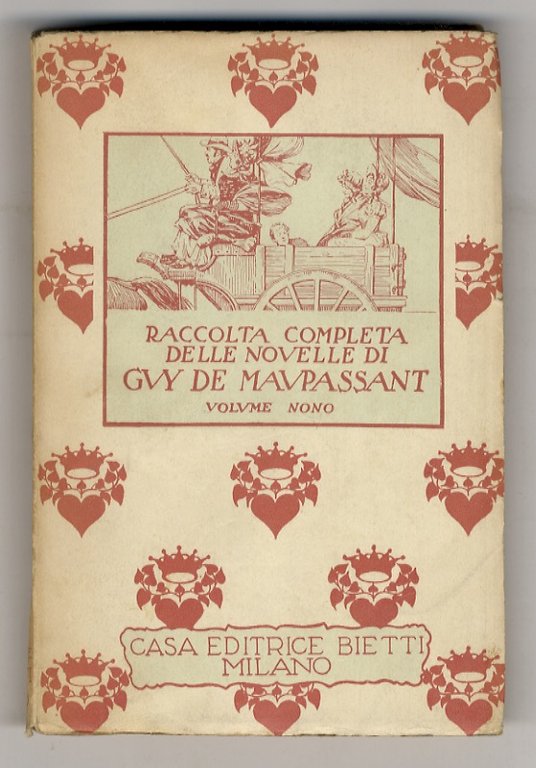 RACCOLTA COMPLETA
DELLE NOVELLE DI
GVY DE MAVPASSANT
VOLVME NONO
CASA EDITRICE BIETTI
MILANO